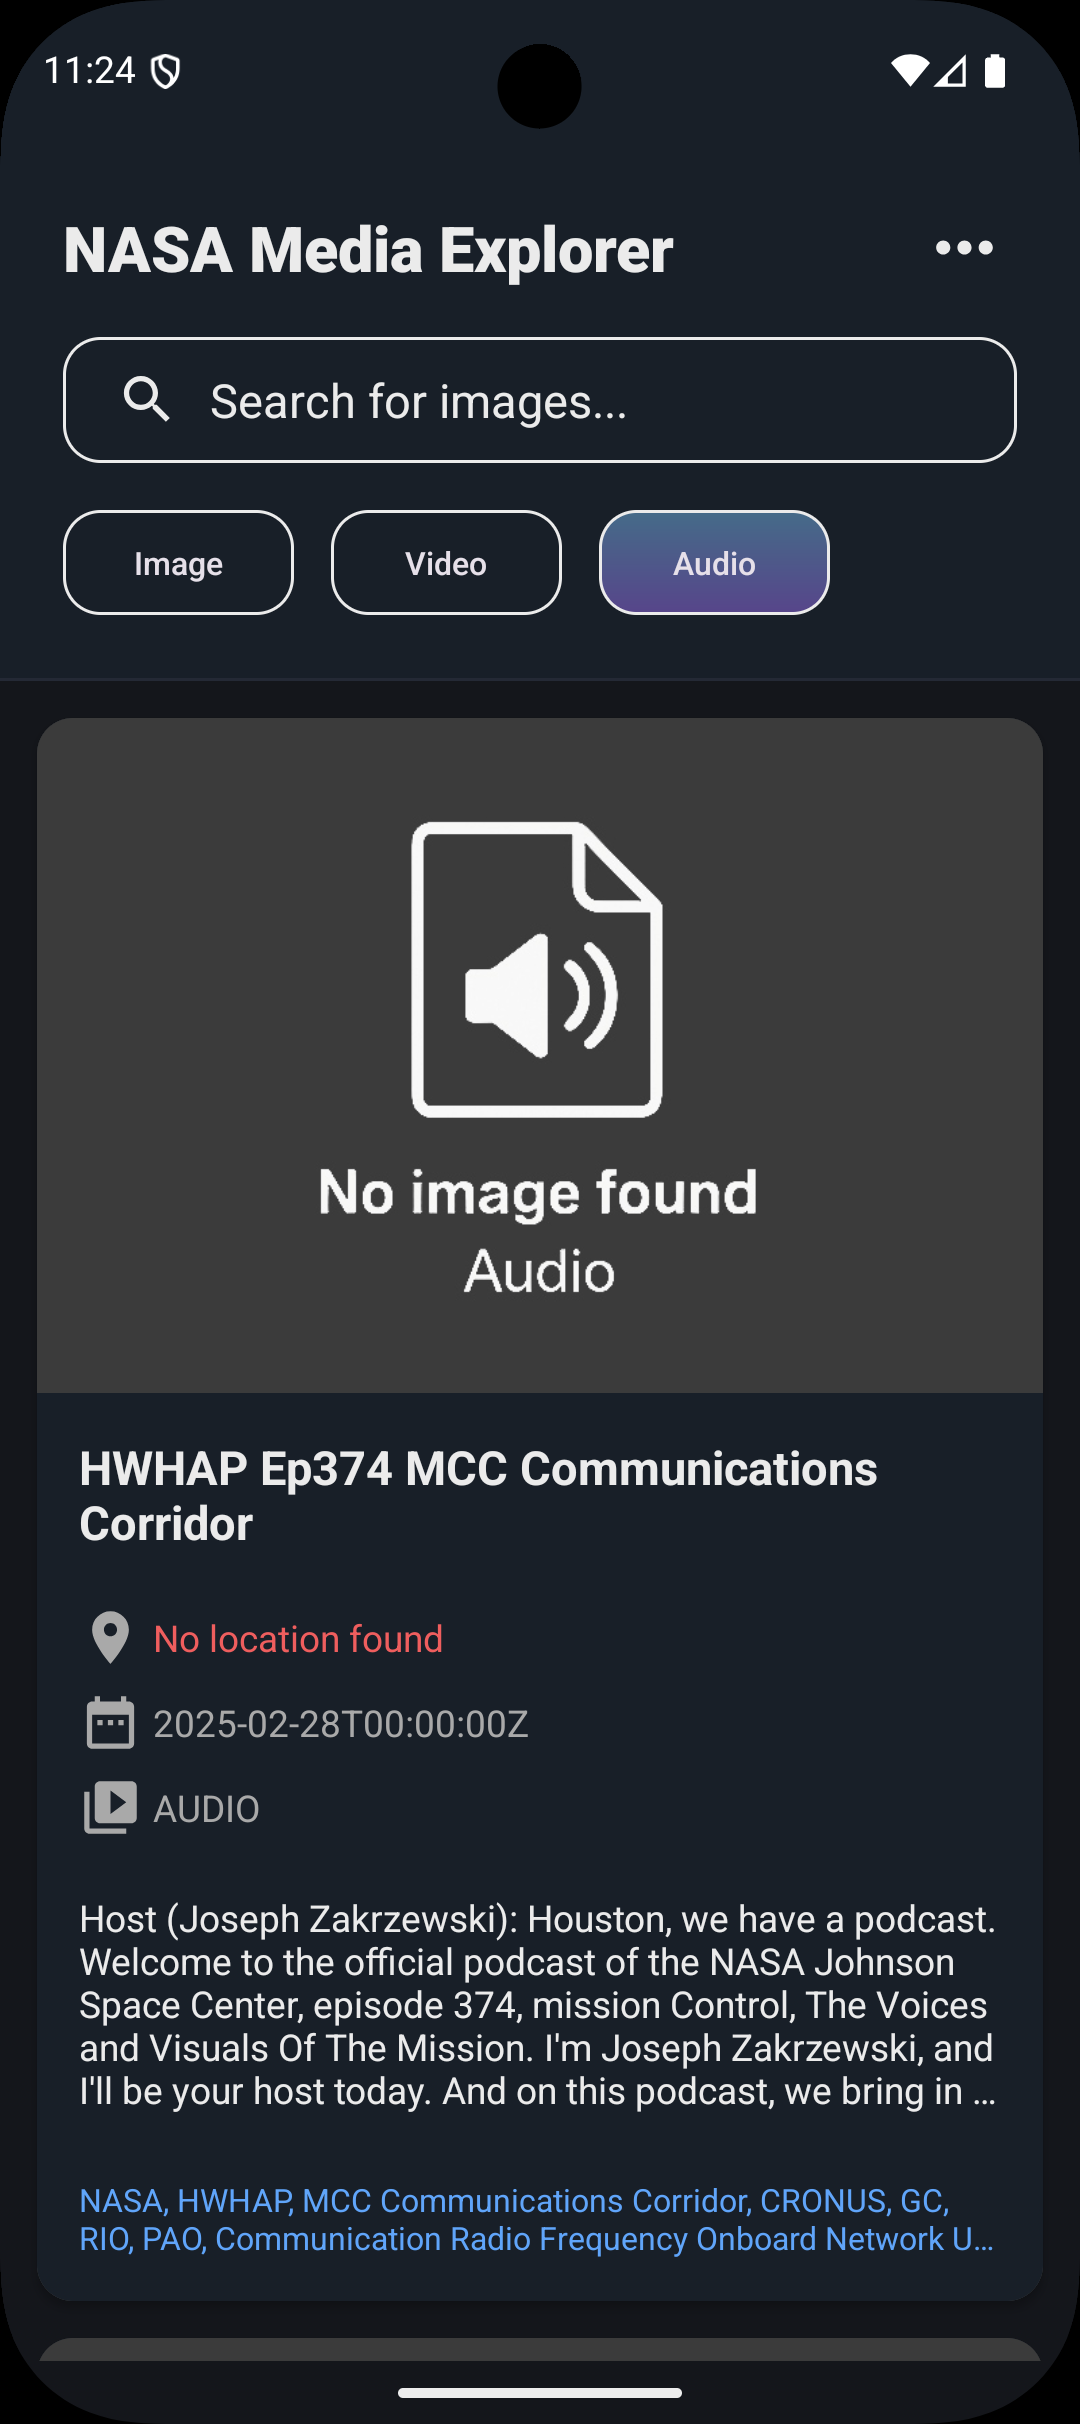 11:24
NASA Media Explorer
Search for images...
Image Video Audio
No image found
Audio
HWHAP Ep374 MCC Communications
Corridor
No location found
2025-02-28T00:00:00Z
AUDIO
Host (Joseph Zakrzewski): Houston, we have a podcast.
Welcome to the official podcast of the NASA Johnson
Space Center, episode 374, mission Control, The Voices
and Visuals Of The Mission. I'm Joseph Zakrzewski, and
I'll be your host today. And on this podcast, we bring in ...
NASA, HWHAP, MCC Communications Corridor, CRONUS, GC,
RIO, PAO, Communication Radio Frequency Onboard Network U...